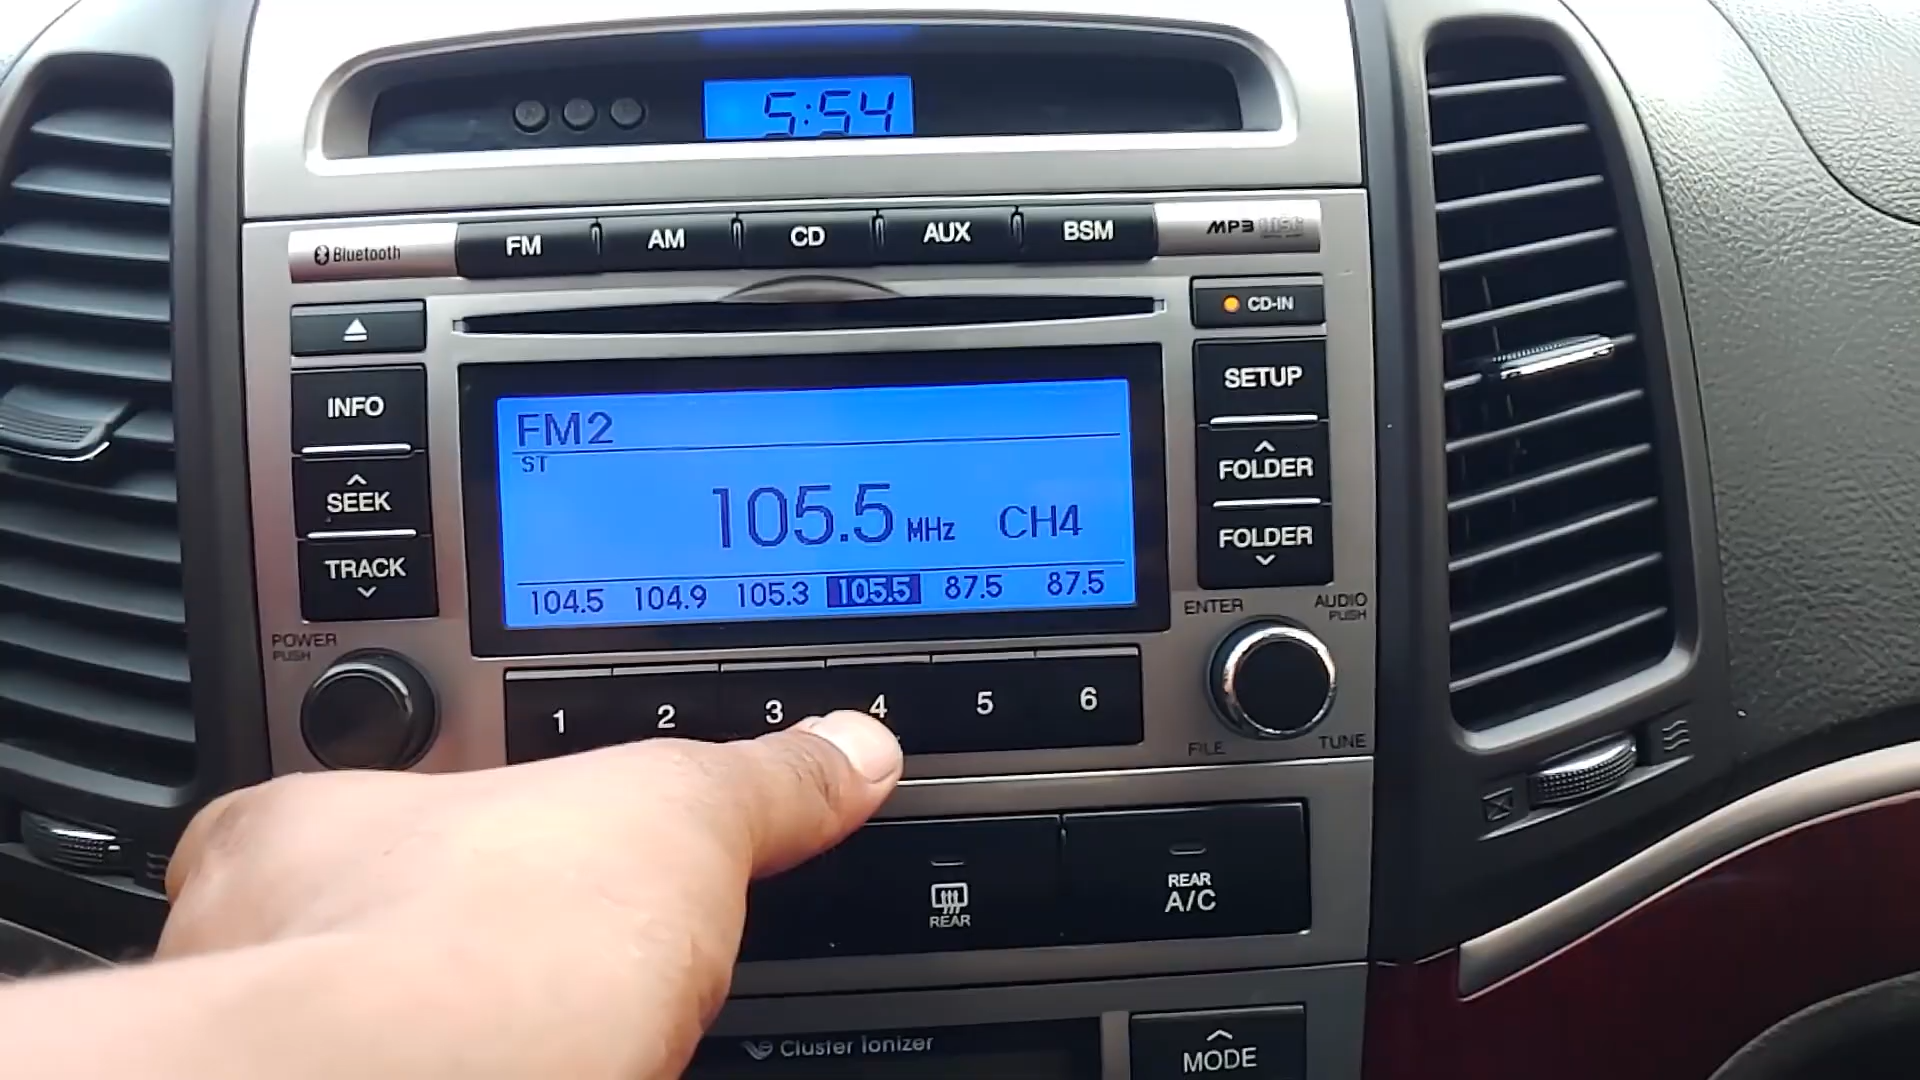 5:54
Bluetooth
FM
AM
CD
AUX
BSM
MP3
CD-IN
INFO
SEEK
TRACK
SETUP
FOLDER
FOLDER
FM2
ST
105.5 MHz CH4
104.5 104.9 105.3 105.5 87.5 87.5
POWER
PUSH
ENTER
AUDIO
PUSH
FILE
TUNE
1 2 3 4 5 6
REAR
REAR
A/C
Cluster Ionizer
MODE